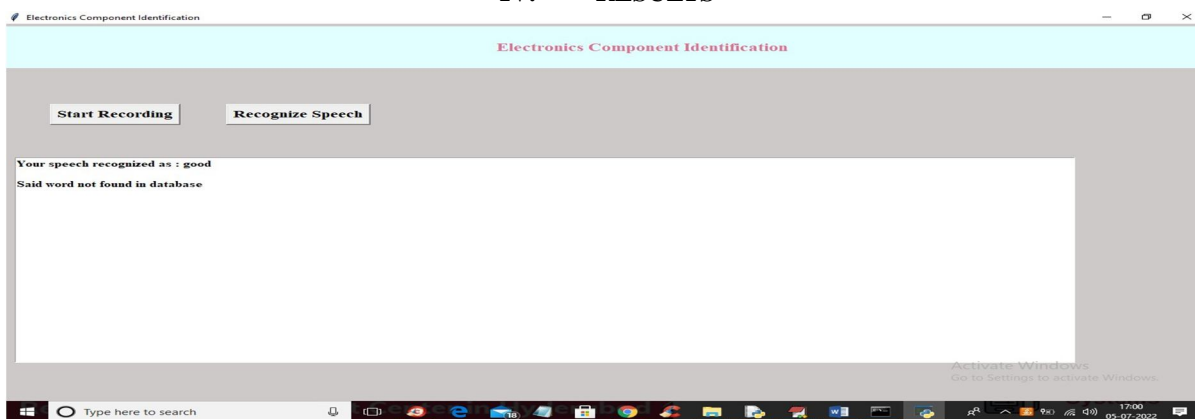 Electronics Component Identification
Electronics Component Identification
Start Recording
Recognize Speech
Your speech recognized as : good
Said word not found in database
Activate Windows
Go to Settings to activate Windows.
Type here to search
18
17:00
05-07-2022